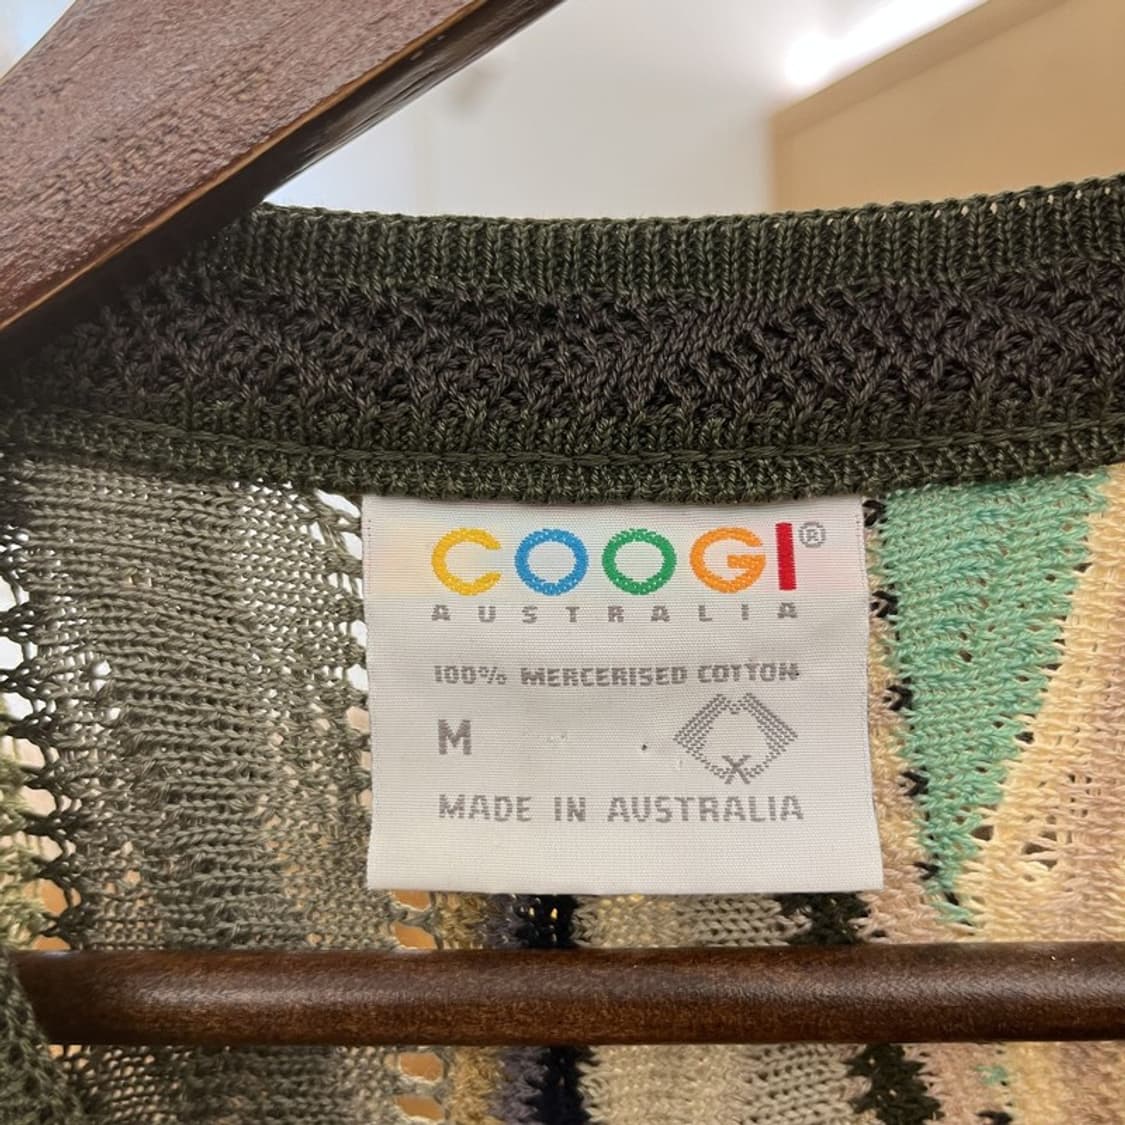 COOGI®
AUSTRALIA
100% MERCERISED COTTON
M
MADE IN AUSTRALIA